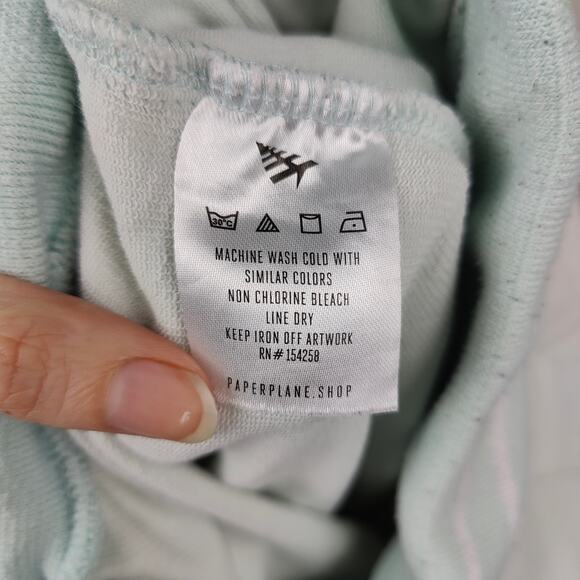 30°C
MACHINE WASH COLD WITH
SIMILAR COLORS
NON CHLORINE BLEACH
LINE DRY
KEEP IRON OFF ARTWORK
RN# 154258
PAPERPLANE.SHOP